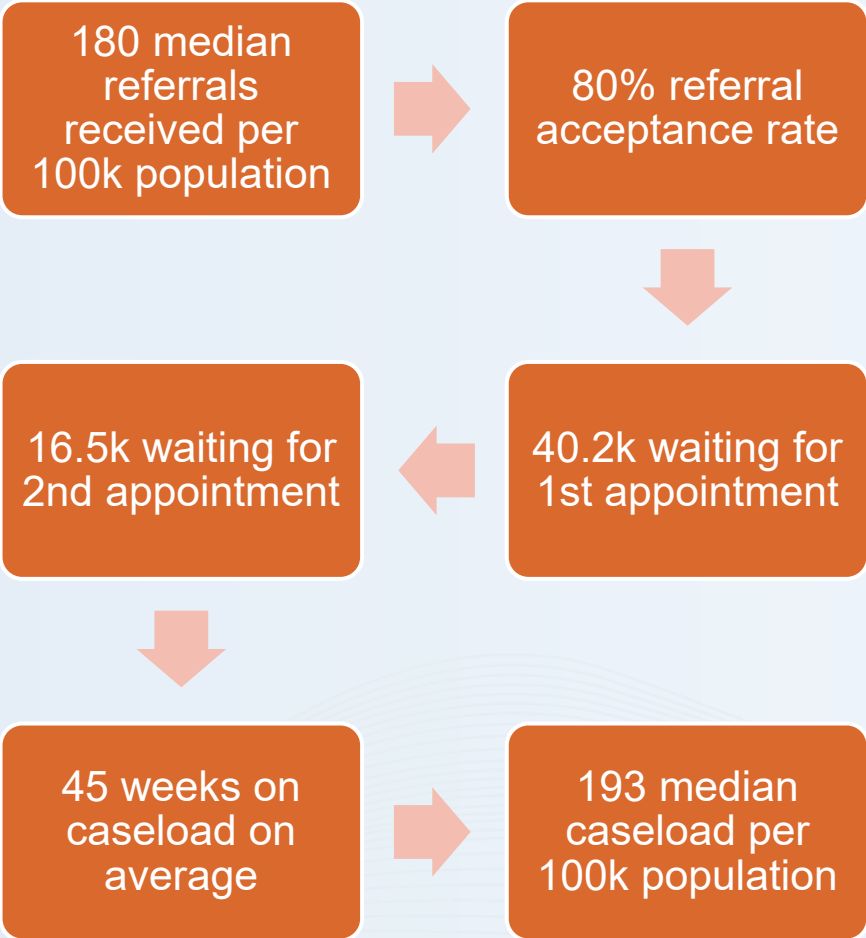 180 median
referrals
received per
100k population
80% referral
acceptance rate
40.2k waiting for
1st appointment
16.5k waiting for
2nd appointment
45 weeks on
caseload on
average
193 median
caseload per
100k population